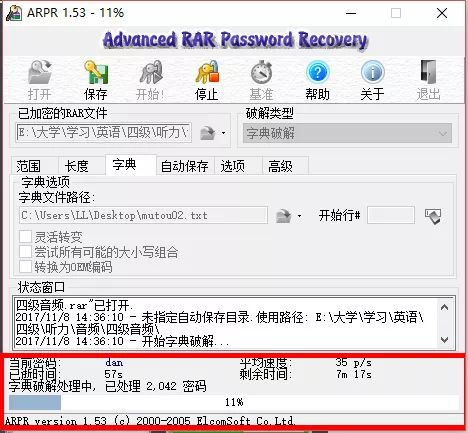 ARPR 1.53 - 11%
Advanced RAR Password Recovery
打开 保存 开始! 停止 基准 帮助 关于 退出
已加密的RAR文件 破解类型
E:\大学\学习\英语\四级\听力\ 字典破解
范围 长度 字典 自动保存 选项 高级
字典选项
字典文件路径:
C:\Users\LL\Desktop\mutou02.txt 开始行#
灵活转变
尝试所有可能的大小写组合
转换为OEM编码
状态窗口
四级音频.rar"已打开.
2017/11/8 14:36:10 - 未指定自动保存目录.使用路径: E:\大学\学习\英语\
四级\听力\音频\四级音频\
2017/11/8 14:36:10 - 开始字典破解...
当前密码: dan 平均速度: 35 p/s
已逝时间: 57s 剩余时间: 7m 17s
字典破解处理中, 已处理 2,042 密码
11%
ARPR version 1.53 (c) 2000-2005 ElcomSoft Co.Ltd.